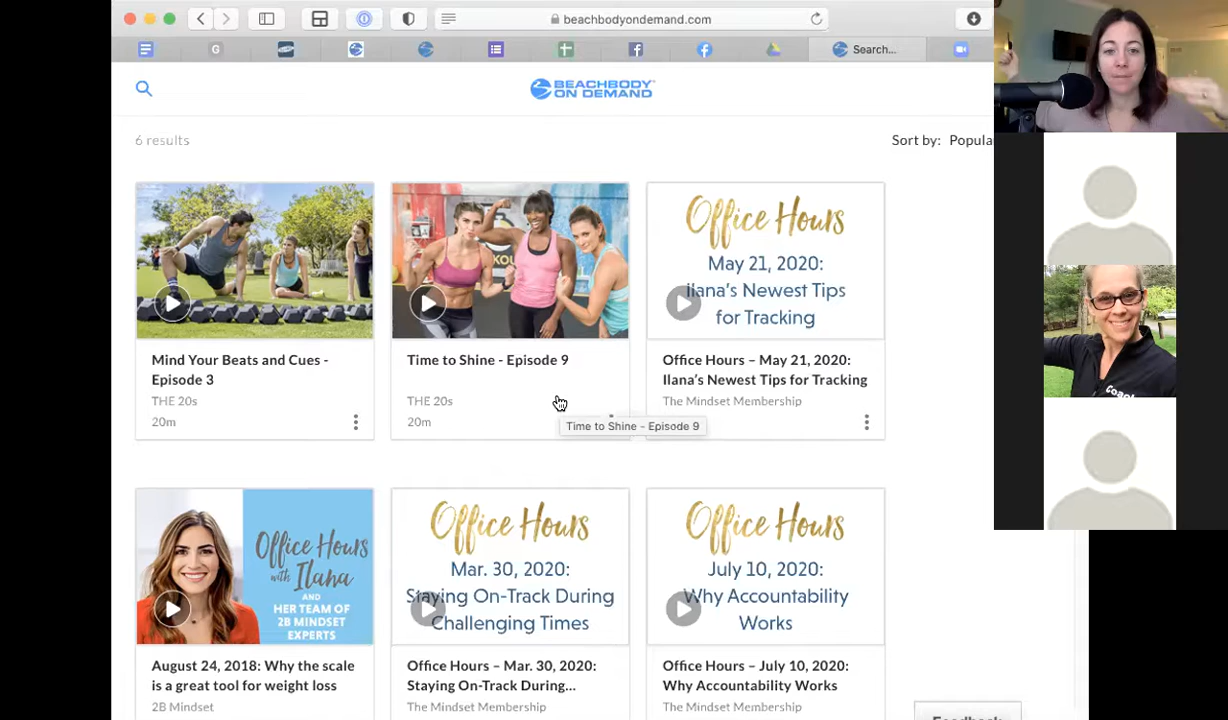 beachbodyondemand.com
G
Search...
BEACHBODY
ON DEMAND
6 results
Sort by: Popula
Office Hours
May 21, 2020:
Ilana's Newest Tips
for Tracking
Mind Your Beats and Cues -
Episode 3
THE 20s
20m
Time to Shine - Episode 9
THE 20s
20m
Time to Shine - Episode 9
Office Hours – May 21, 2020:
Ilana's Newest Tips for Tracking
The Mindset Membership
Office Hours
with Ilana
AND
HER TEAM OF
2B MINDSET
EXPERTS
Office Hours
Mar. 30, 2020:
Staying On-Track During
Challenging Times
Office Hours
July 10, 2020:
Why Accountability
Works
August 24, 2018: Why the scale
is a great tool for weight loss
2B Mindset
Office Hours – Mar. 30, 2020:
Staying On-Track During...
The Mindset Membership
Office Hours – July 10, 2020:
Why Accountability Works
The Mindset Membership
Feedback